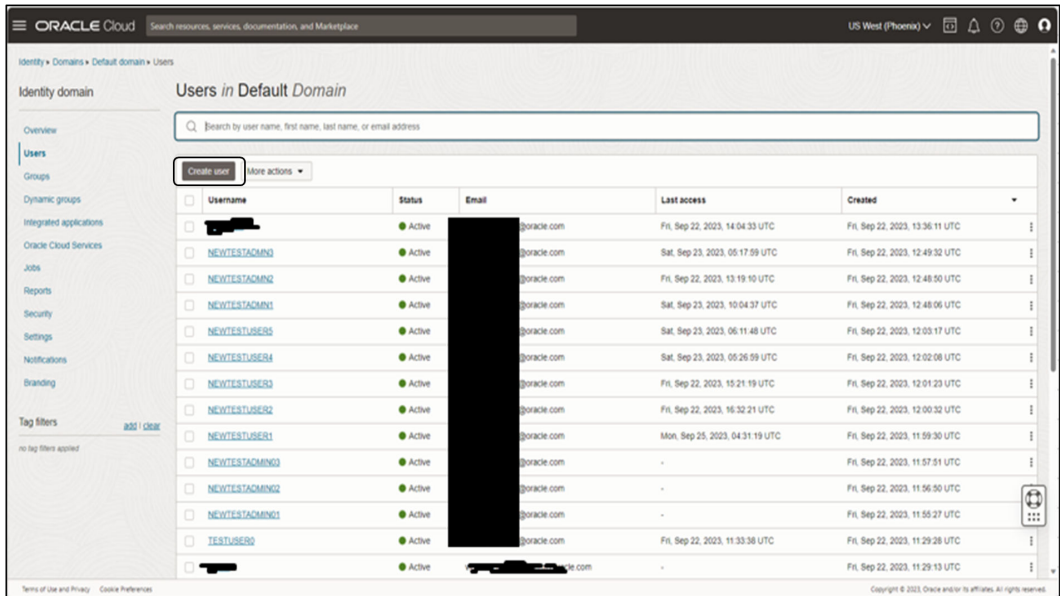 ORACLE Cloud Search resources, services, documentation, and Marketplace US West (Phoenix)
Identity » Domains » Default domain » Users
Identity domain
Overview
Users
Groups
Dynamic groups
Integrated applications
Oracle Cloud Services
Jobs
Reports
Security
Settings
Notifications
Branding
Tag filters add | clear
no tag filters applied
Users in Default Domain
Search by user name, first name, last name, or email address
Create user More actions
Username Status Email Last access Created
Active @oracle.com Fri, Sep 22, 2023, 14:04:33 UTC Fri, Sep 22, 2023, 13:36:11 UTC
NEWTESTADMN3 Active @oracle.com Sat, Sep 23, 2023, 05:17:59 UTC Fri, Sep 22, 2023, 12:49:32 UTC
NEWTESTADMN2 Active @oracle.com Fri, Sep 22, 2023, 13:19:10 UTC Fri, Sep 22, 2023, 12:48:50 UTC
NEWTESTADMN1 Active @oracle.com Sat, Sep 23, 2023, 10:04:37 UTC Fri, Sep 22, 2023, 12:48:06 UTC
NEWTESTUSER5 Active @oracle.com Sat, Sep 23, 2023, 06:11:48 UTC Fri, Sep 22, 2023, 12:03:17 UTC
NEWTESTUSER4 Active @oracle.com Sat, Sep 23, 2023, 05:26:59 UTC Fri, Sep 22, 2023, 12:02:08 UTC
NEWTESTUSER3 Active @oracle.com Fri, Sep 22, 2023, 15:21:19 UTC Fri, Sep 22, 2023, 12:01:23 UTC
NEWTESTUSER2 Active @oracle.com Fri, Sep 22, 2023, 16:32:21 UTC Fri, Sep 22, 2023, 12:00:32 UTC
NEWTESTUSER1 Active @oracle.com Mon, Sep 25, 2023, 04:31:19 UTC Fri, Sep 22, 2023, 11:59:30 UTC
NEWTESTADMIN03 Active @oracle.com - Fri, Sep 22, 2023, 11:57:51 UTC
NEWTESTADMIN02 Active @oracle.com - Fri, Sep 22, 2023, 11:56:50 UTC
NEWTESTADMIN01 Active @oracle.com - Fri, Sep 22, 2023, 11:55:27 UTC
TESTUSER0 Active @oracle.com Fri, Sep 22, 2023, 11:33:38 UTC Fri, Sep 22, 2023, 11:29:28 UTC
Active cle.com - Fri, Sep 22, 2023, 11:29:13 UTC
Terms of Use and Privacy Cookie Preferences Copyright © 2023, Oracle and/or its affiliates. All rights reserved.